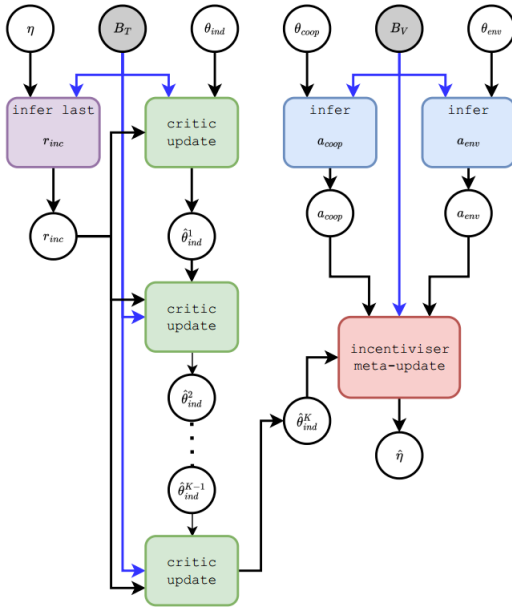 η
B_T
θ_ind
θ_coop
B_V
θ_env
infer last
r_inc
critic
update
infer
a_coop
infer
a_env
r_inc
θ̂^1_ind
a_coop
a_env
critic
update
incentiviser
meta-update
θ̂^2_ind
θ̂^K_ind
η̂
θ̂^{K-1}_ind
critic
update